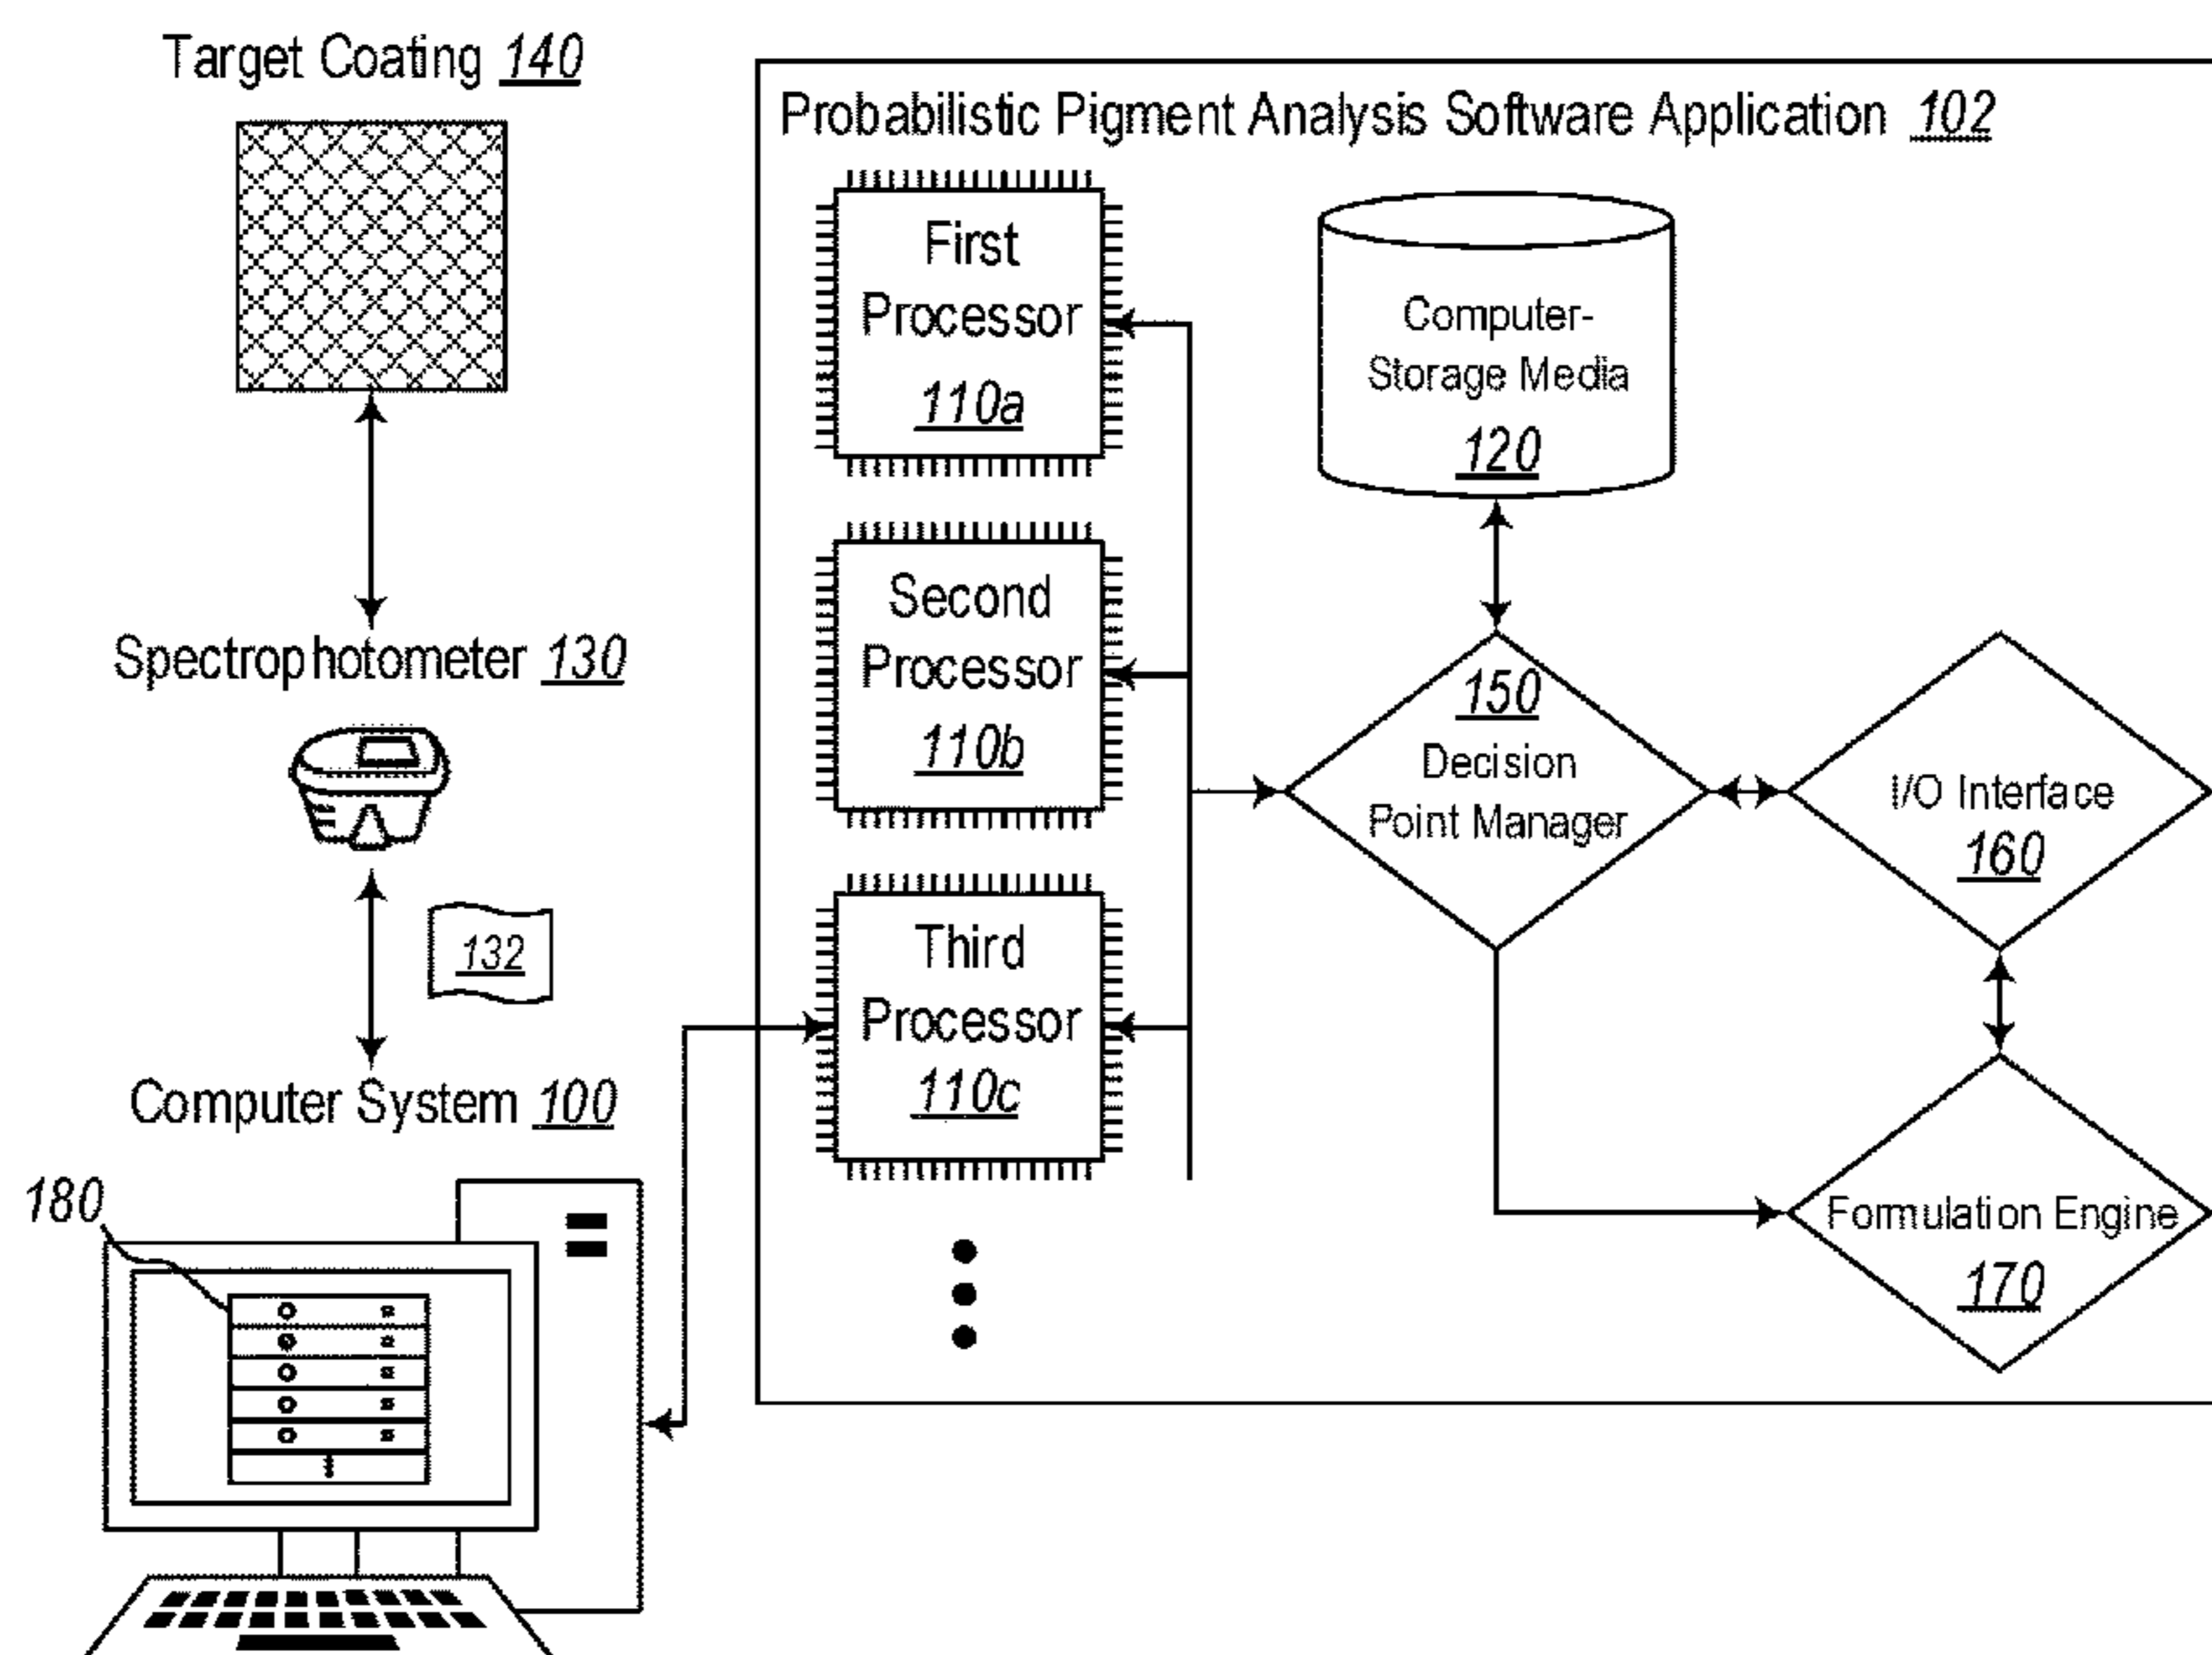 Target Coating 140
Spectrophotometer 130
132
Computer System 100
180
Probabilistic Pigment Analysis Software Application 102
First
Processor
110a
Second
Processor
110b
Third
Processor
110c
Computer-
Storage Media
120
150
Decision
Point Manager
I/O Interface
160
Formulation Engine
170